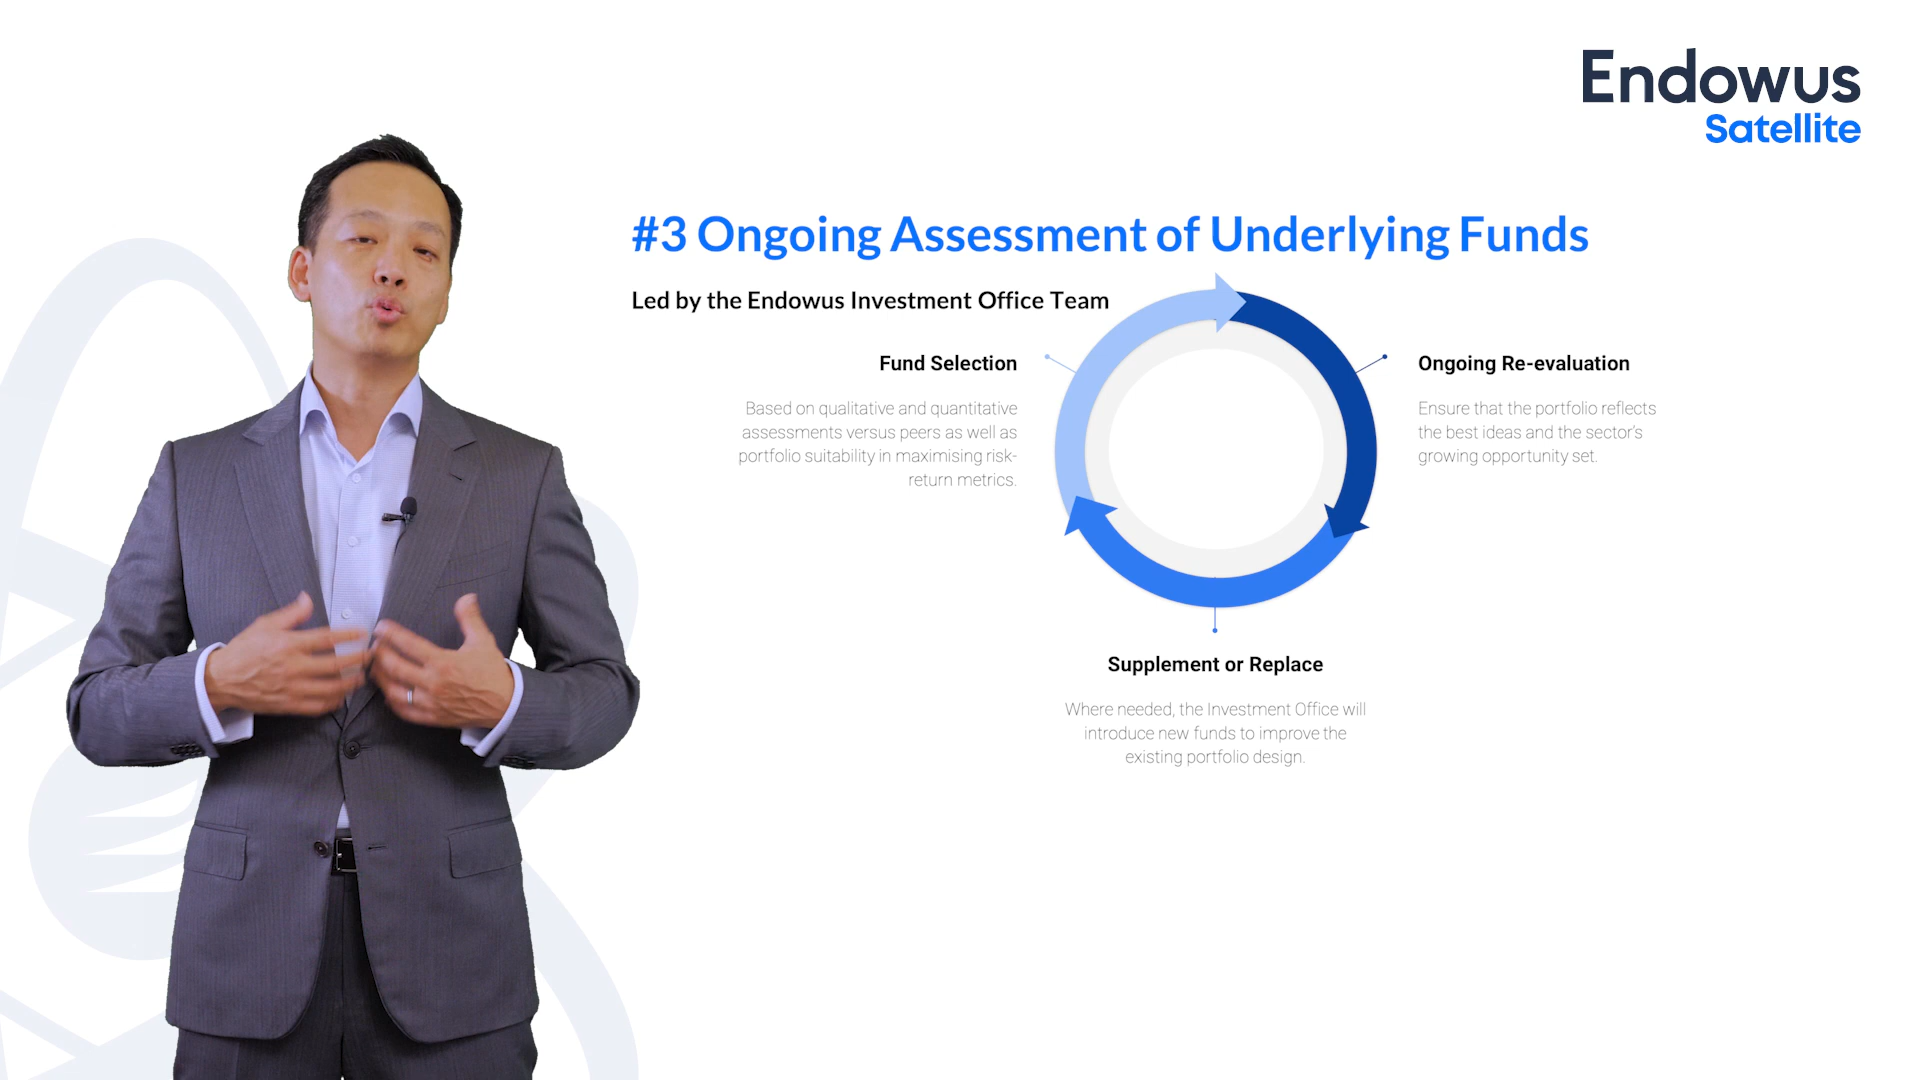 Endowus
Satellite
#3 Ongoing Assessment of Underlying Funds
Led by the Endowus Investment Office Team
Fund Selection
Based on qualitative and quantitative
assessments versus peers as well as
portfolio suitability in maximising risk-
return metrics.
Ongoing Re-evaluation
Ensure that the portfolio reflects
the best ideas and the sector's
growing opportunity set.
Supplement or Replace
Where needed, the Investment Office will
introduce new funds to improve the
existing portfolio design.